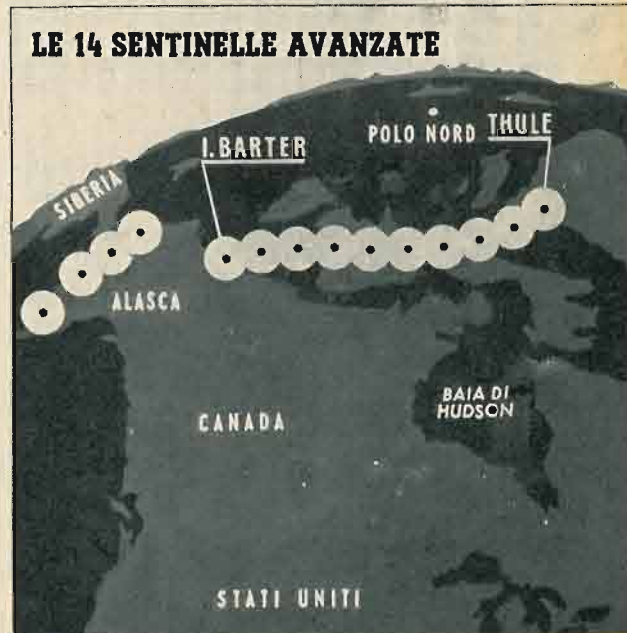 LE 14 SENTINELLE AVANZATE
POLO NORD
THULE
I. BARTER
SIBERIA
ALASCA
BAIA DI
HUDSON
CANADA
STATI UNITI